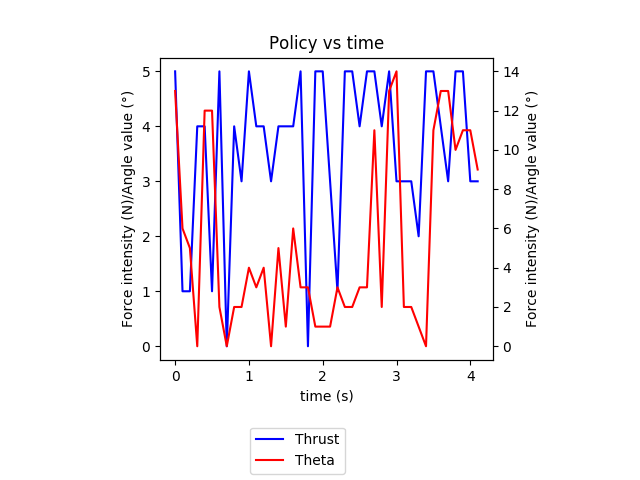 Policy vs time
Force intensity (N)/Angle value (°)
5
4
3
2
1
0
14
12
10
8
6
4
2
0
Force intensity (N)/Angle value (°)
0 1 2 3 4
time (s)
Thrust
Theta